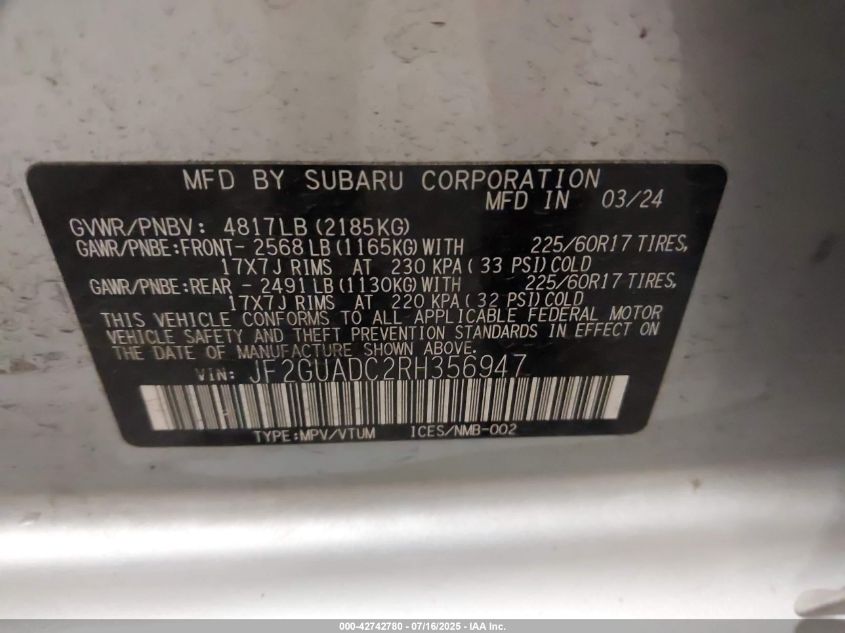 MFD BY SUBARU CORPORATION
MFD IN 03/24
GVWR/PNBV: 4817LB (2185KG)
GAWR/PNBE:FRONT- 2568 LB (1165KG) WITH 225/60R17 TIRES,
17X7J RIMS AT 230 KPA ( 33 PSI) COLD
GAWR/PNBE:REAR - 2491 LB (1130KG) WITH 225/60R17 TIRES,
17X7J RIMS AT 220 KPA ( 32 PSI) COLD
THIS VEHICLE CONFORMS TO ALL APPLICABLE FEDERAL MOTOR
VEHICLE SAFETY AND THEFT PREVENTION STANDARDS IN EFFECT ON
THE DATE OF MANUFACTURE SHOWN ABOVE.
VIN: JF2GUADC2RH356947
TYPE:MPV/VTUM ICES/NMB-002
000-42742780 - 07/16/2025 - IAA Inc.